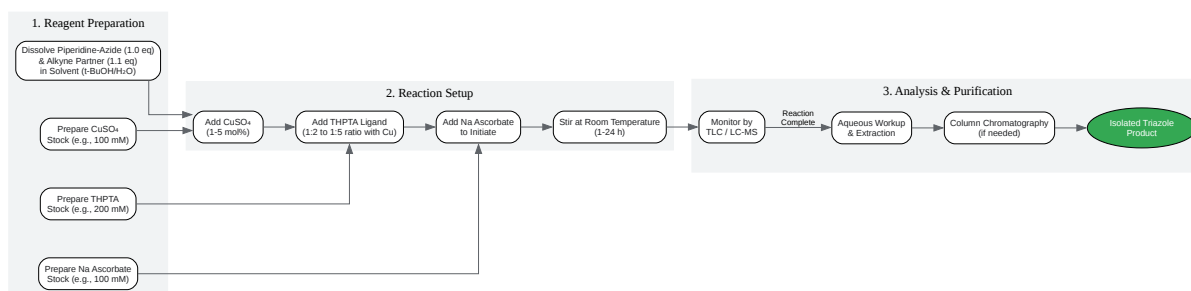 1. Reagent Preparation
Dissolve Piperidine-Azide (1.0 eq)
& Alkyne Partner (1.1 eq)
in Solvent (t-BuOH/H₂O)
Prepare CuSO₄
Stock (e.g., 100 mM)
Prepare THPTA
Stock (e.g., 200 mM)
Prepare Na Ascorbate
Stock (e.g., 100 mM)
2. Reaction Setup
Add CuSO₄
(1-5 mol%)
Add THPTA Ligand
(1:2 to 1:5 ratio with Cu)
Add Na Ascorbate
to Initiate
Stir at Room Temperature
(1-24 h)
3. Analysis & Purification
Monitor by
TLC / LC-MS
Reaction
Complete
Aqueous Workup
& Extraction
Column Chromatography
(if needed)
Isolated Triazole
Product